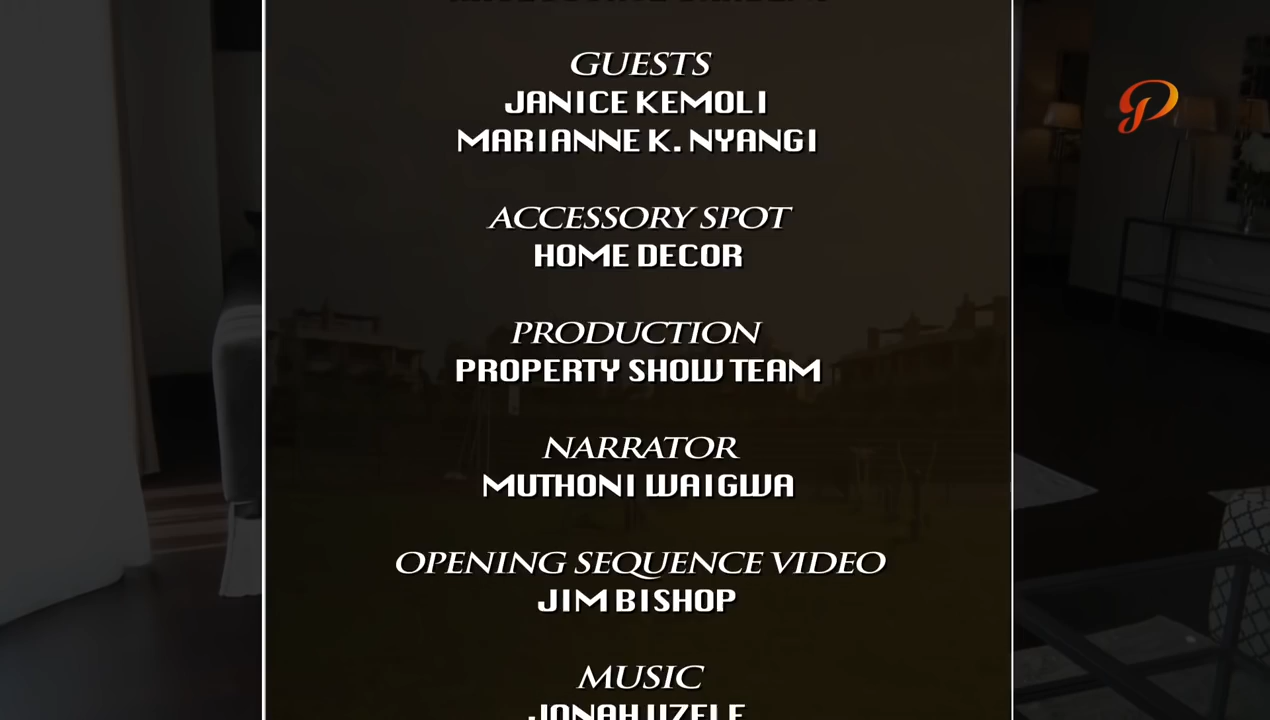 GUESTS
JANICE KEMOLI
MARIANNE K. NYANGI
ACCESSORY SPOT
HOME DECOR
PRODUCTION
PROPERTY SHOW TEAM
NARRATOR
MUTHONI WAIGWA
OPENING SEQUENCE VIDEO
JIM BISHOP
MUSIC
JONAH
P